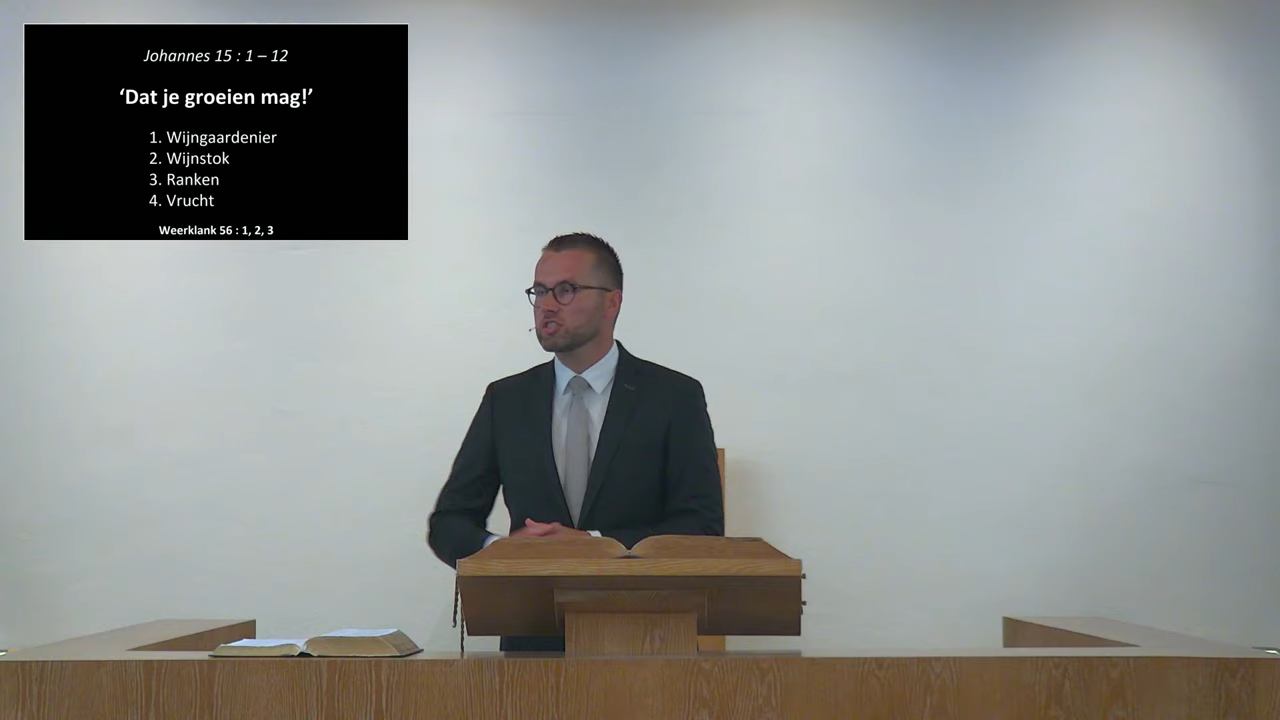 Johannes 15 : 1 – 12
‘Dat je groeien mag!’
1. Wijngaardenier
2. Wijnstok
3. Ranken
4. Vrucht
Weerklank 56 : 1, 2, 3